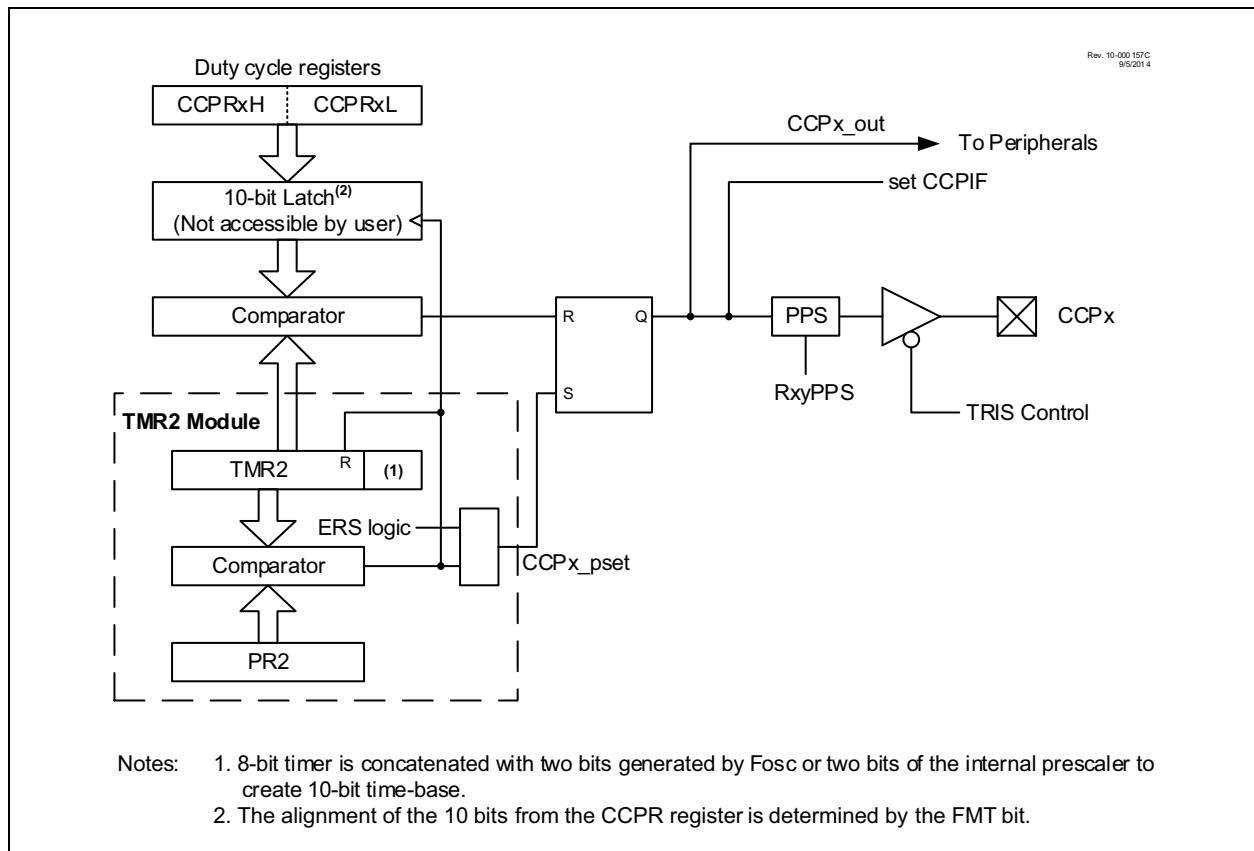 Rev. 10-000 157C
9/5/2014
Duty cycle registers
CCPRxH CCPRxL
CCPx_out
To Peripherals
set CCPIF
10-bit Latch(2)
(Not accessible by user)
Comparator
R Q
S
PPS
CCPx
RxyPPS
TRIS Control
TMR2 Module
TMR2 R (1)
ERS logic
CCPx_pset
Comparator
PR2
Notes: 1. 8-bit timer is concatenated with two bits generated by Fosc or two bits of the internal prescaler to
create 10-bit time-base.
2. The alignment of the 10 bits from the CCPR register is determined by the FMT bit.